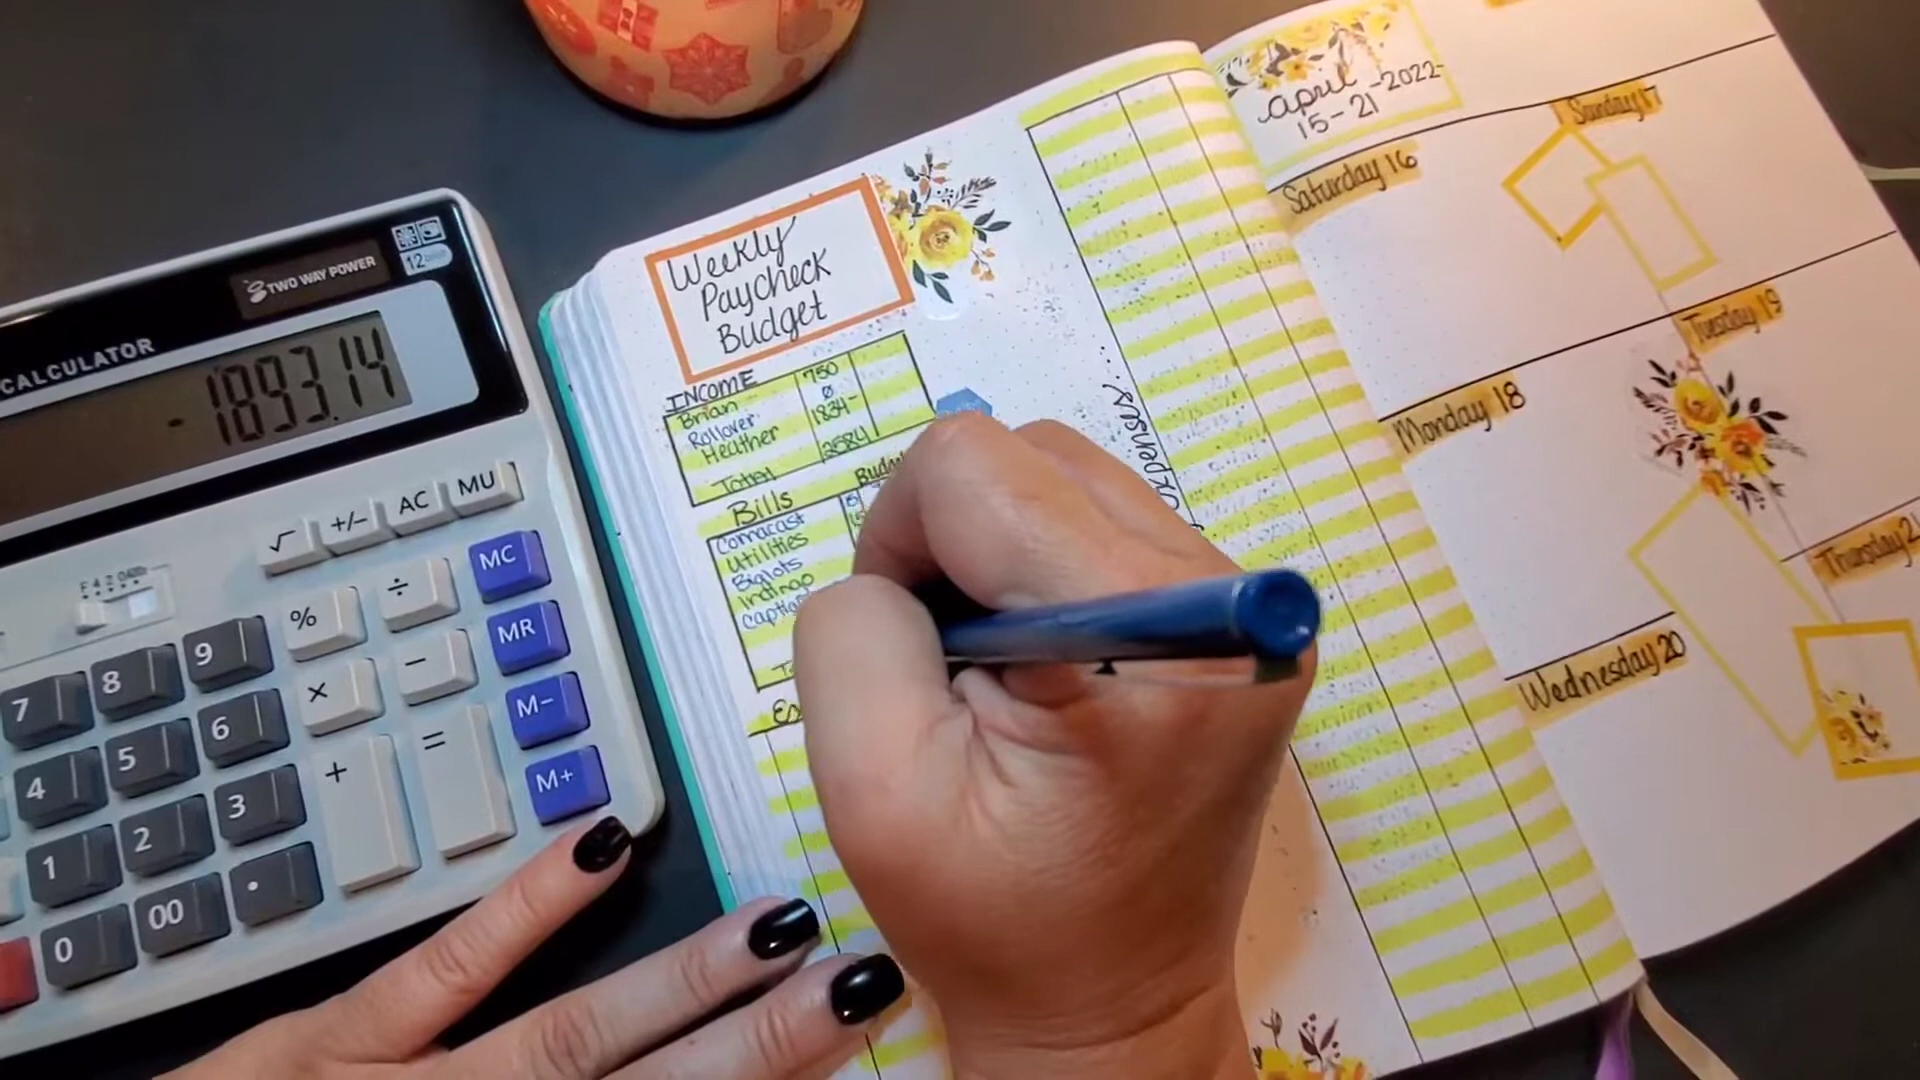 CALCULATOR
TWO WAY POWER
12
-1893.14
√ +/- AC MU
% ÷ MC
7 8 9 × - MR
4 5 6 + = M-
1 2 3 M+
0 00 .
Weekly
Paycheck
Budget
INCOME
Brian 750
Rollover 0
Heather 1834-
Total 2584
Bills
Comcast
Utilities
Biglots
april -2022-
15-21
Saturday 16
Sunday 17
Monday 18
Tuesday 19
Wednesday 20